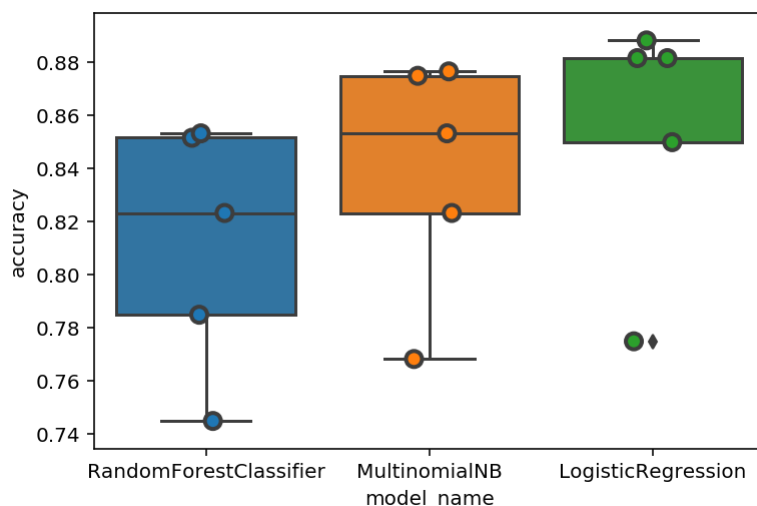 accuracy
0.88
0.86
0.84
0.82
0.80
0.78
0.76
0.74
RandomForestClassifier MultinomialNB LogisticRegression
model_name